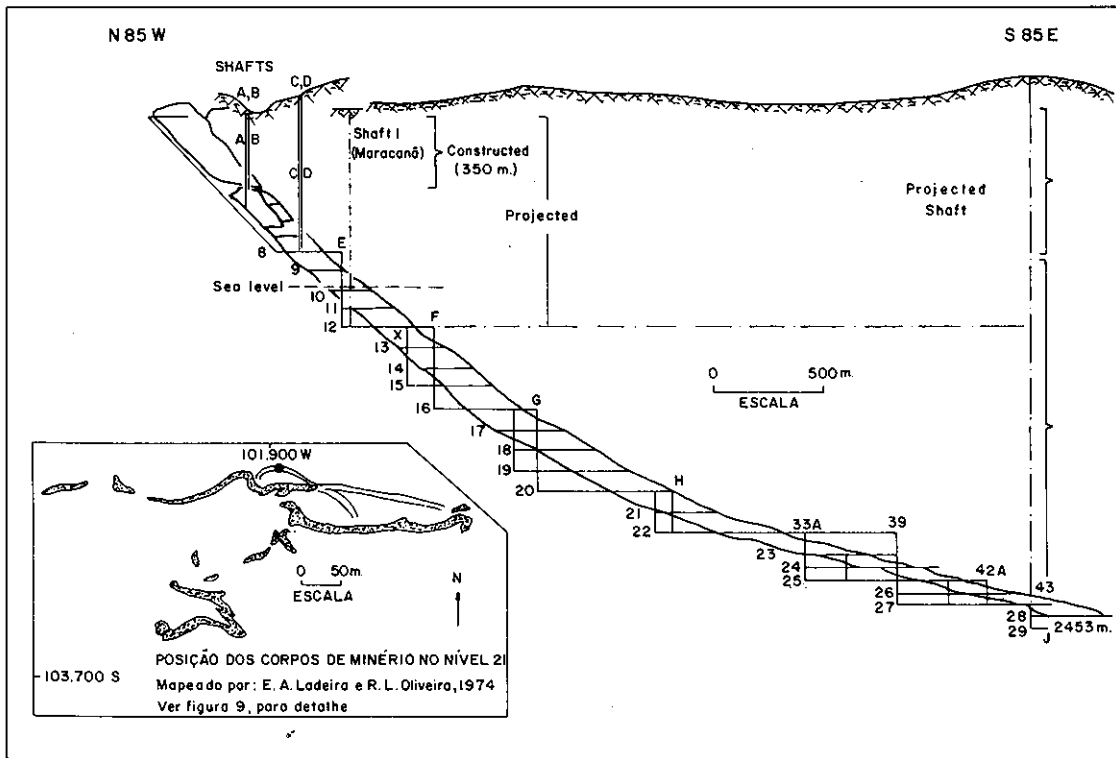 N 85 W
S 85 E
SHAFTS
A,B
C,D
A B
C D
Shaft I
(Maracanã)
Constructed
(350 m.)
Projected
Projected
Shaft
8
E
9
Sea level
10
11
12
F
X
13
14
15
16
G
17
18
19
20
H
21
22
23
33A
39
24
25
42A
26
27
43
28
29
J
2453 m.
0 500 m.
ESCALA
101.900 W
0 50 m.
ESCALA
N
103.700 S
POSIÇÃO DOS CORPOS DE MINÉRIO NO NÍVEL 21
Mapeado por: E. A. Ladeira e R. L. Oliveira, 1974
Ver figura 9, para detalhe